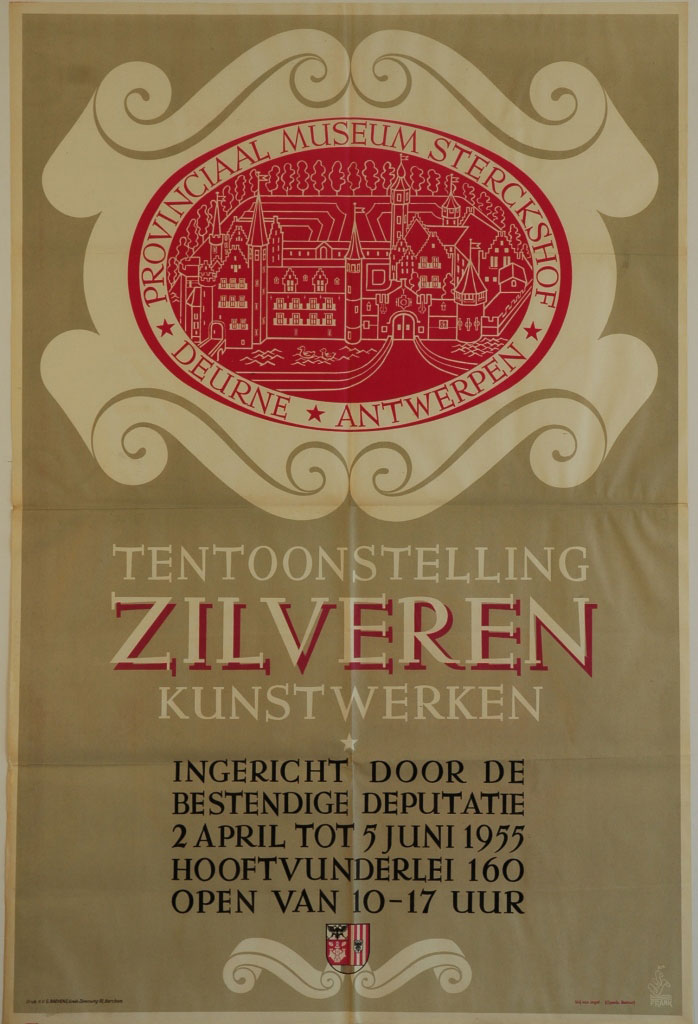 PROVINCIAAL MUSEUM STERCKSHOF
★ DEURNE ★ ANTWERPEN ★
TENTOONSTELLING
ZILVEREN
KUNSTWERKEN
INGERICHT DOOR DE
BESTENDIGE DEPUTATIE
2 APRIL TOT 5 JUNI 1955
HOOFTVUNDERLEI 160
OPEN VAN 10-17 UUR